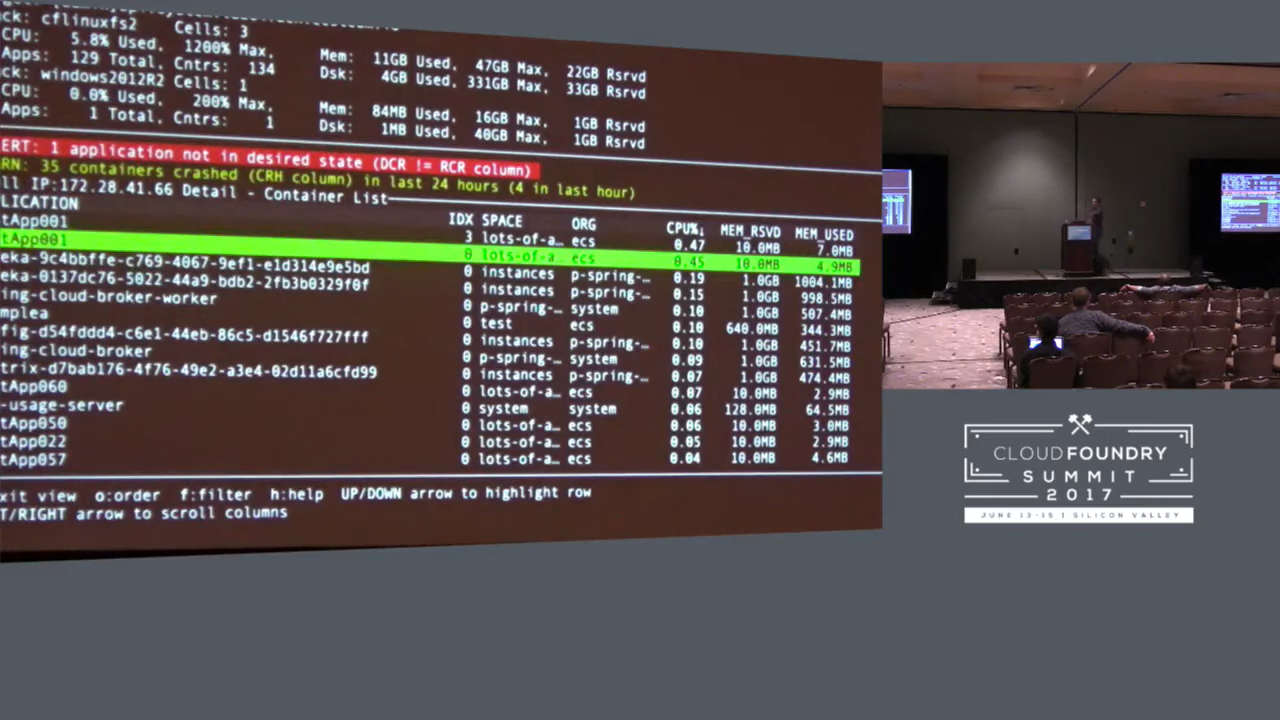 ck: cflinuxfs2 Cells: 3
CPU: 5.8% Used, 1200% Max, Mem: 11GB Used, 47GB Max, 22GB Rsrvd
Apps: 129 Total, Cntrs: 134 Dsk: 4GB Used, 331GB Max, 33GB Rsrvd
ck: windows2012R2 Cells: 1
CPU: 0.0% Used, 200% Max, Mem: 84MB Used, 16GB Max, 1GB Rsrvd
Apps: 1 Total, Cntrs: 1 Dsk: 1MB Used, 40GB Max, 1GB Rsrvd
ERT: 1 application not in desired state (DCR != RCR column)
RN: 35 containers crashed (CRH column) in last 24 hours (4 in last hour)
ll IP:172.28.41.66 Detail - Container List
LICATION IDX SPACE ORG CPU%↓ MEM_RSVD MEM_USED
tApp001 3 lots-of-a… ecs 0.47 10.0MB 7.0MB
tApp001 0 lots-of-a… ecs 0.45 10.0MB 4.9MB
eka-9c4bbffe-c769-4067-9ef1-e1d314e9e5bd 0 instances p-spring-… 0.19 1.0GB 1004.1MB
eka-0137dc76-5022-44a9-bdb2-2fb3b0329f0f 0 instances p-spring-… 0.15 1.0GB 998.5MB
ing-cloud-broker-worker 0 p-spring-… system 0.10 1.0GB 507.4MB
mplea 0 test ecs 0.10 640.0MB 344.3MB
fig-d54fddd4-c6e1-44eb-86c5-d1546f727fff 0 instances p-spring-… 0.10 1.0GB 451.7MB
ing-cloud-broker 0 p-spring-… system 0.09 1.0GB 631.5MB
trix-d7bab176-4f76-49e2-a3e4-02d11a6cfd99 0 instances p-spring-… 0.07 1.0GB 474.4MB
tApp060 0 lots-of-a… ecs 0.07 10.0MB 2.9MB
-usage-server 0 system system 0.06 128.0MB 64.5MB
tApp050 0 lots-of-a… ecs 0.06 10.0MB 3.0MB
tApp022 0 lots-of-a… ecs 0.05 10.0MB 2.9MB
tApp057 0 lots-of-a… ecs 0.04 10.0MB 4.6MB
xit view o:order f:filter h:help UP/DOWN arrow to highlight row
T/RIGHT arrow to scroll columns
CLOUD FOUNDRY
SUMMIT
2017
JUNE 13-15 | SILICON VALLEY